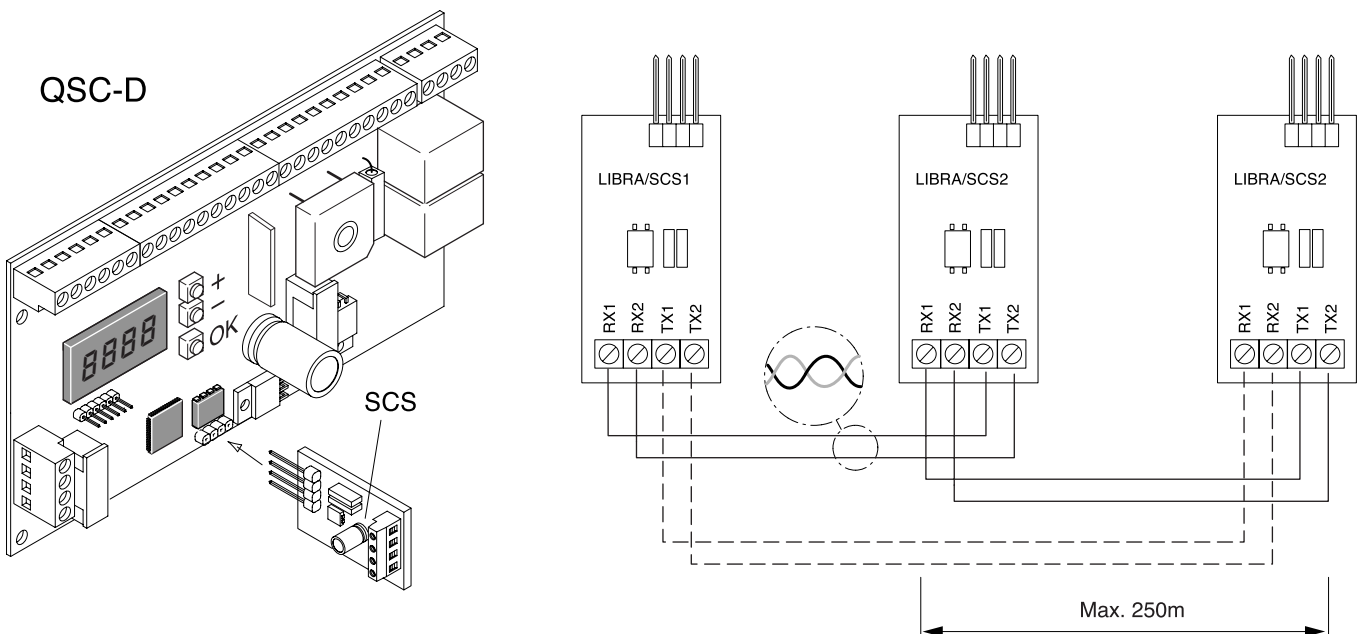 QSC-D
+
-
OK
8888
SCS
LIBRA/SCS1
RX1 RX2 TX1 TX2
LIBRA/SCS2
RX1 RX2 TX1 TX2
LIBRA/SCS2
RX1 RX2 TX1 TX2
Max. 250m